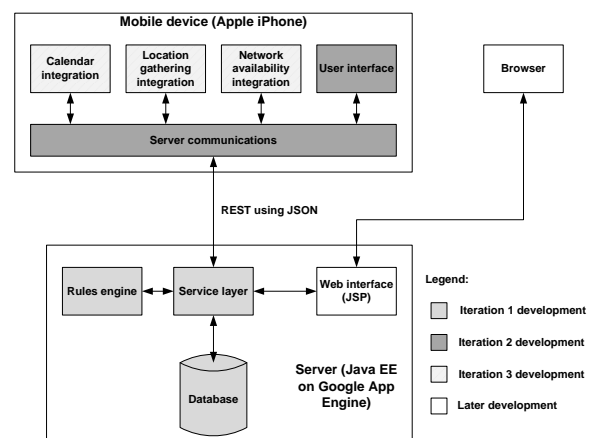 Mobile device (Apple iPhone)
Calendar
integration
Location
gathering
integration
Network
availability
integration
User interface
Browser
Server communications
REST using JSON
Rules engine
Service layer
Web interface
(JSP)
Database
Server (Java EE
on Google App
Engine)
Legend:
Iteration 1 development
Iteration 2 development
Iteration 3 development
Later development